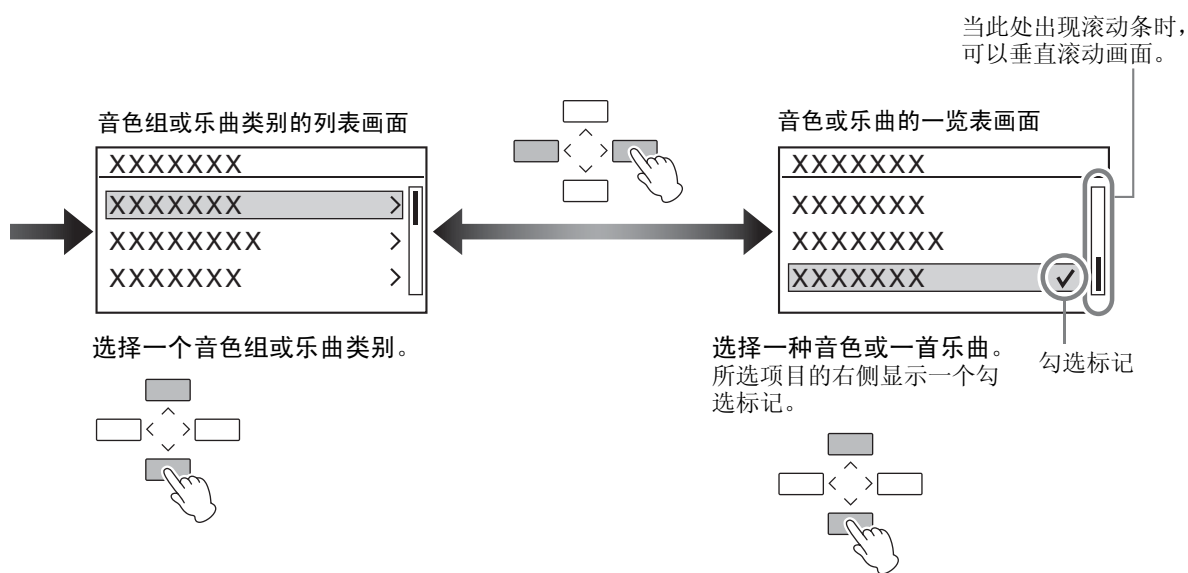 当此处出现滚动条时，
可以垂直滚动画面。
音色组或乐曲类别的列表画面
XXXXXXX
XXXXXXX >
XXXXXXXX >
XXXXXXX >
选择一个音色组或乐曲类别。
音色或乐曲的一览表画面
XXXXXXX
XXXXXXX
XXXXXXXX
XXXXXXX ✓
选择一种音色或一首乐曲。
所选项目的右侧显示一个勾
选标记。
勾选标记